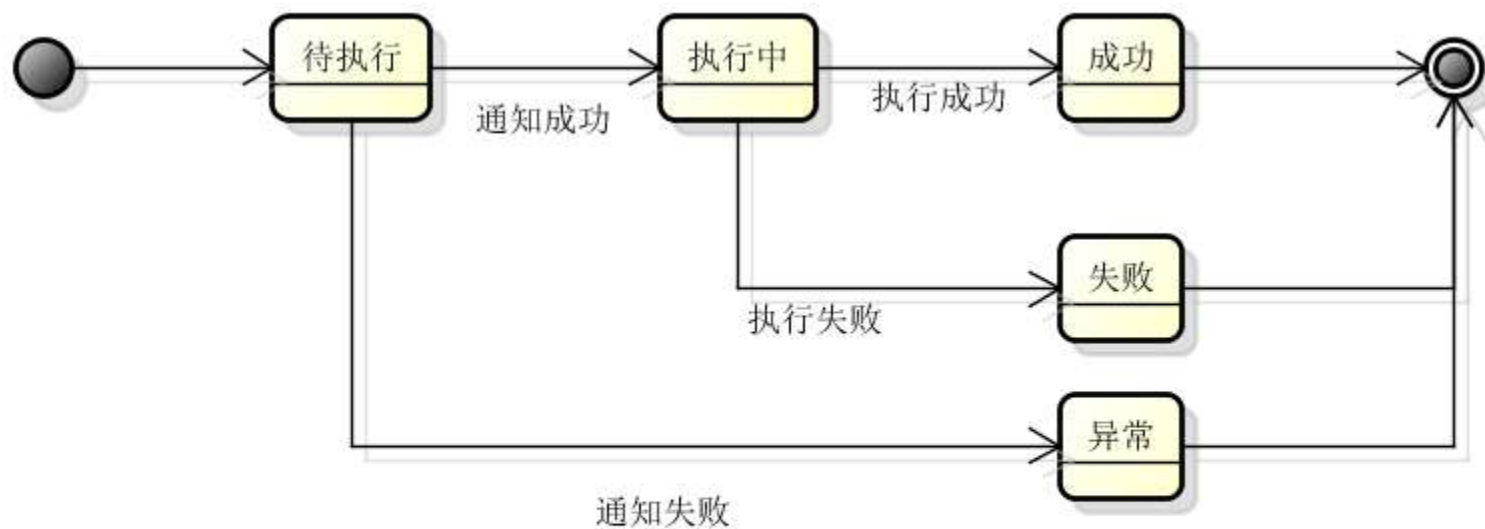 待执行
执行中
成功
通知成功
执行成功
失败
执行失败
异常
通知失败